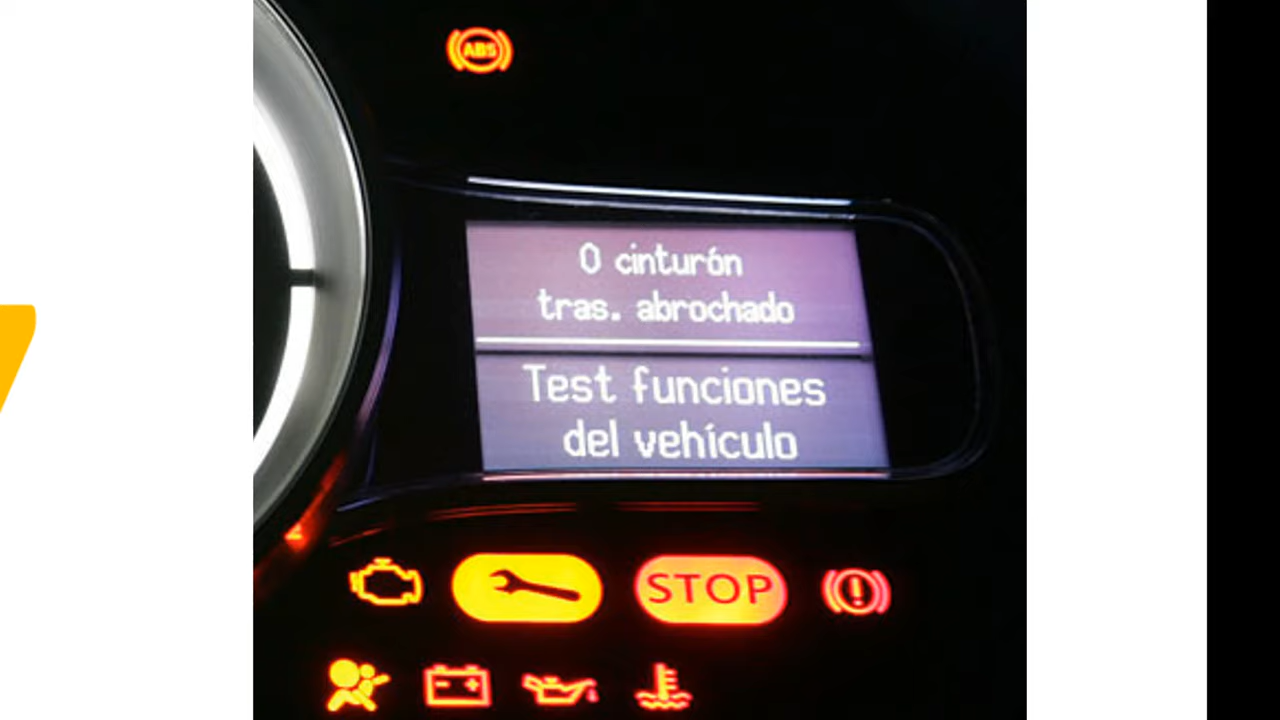 ABS
0 cinturón
tras. abrochado
Test funciones
del vehículo
STOP